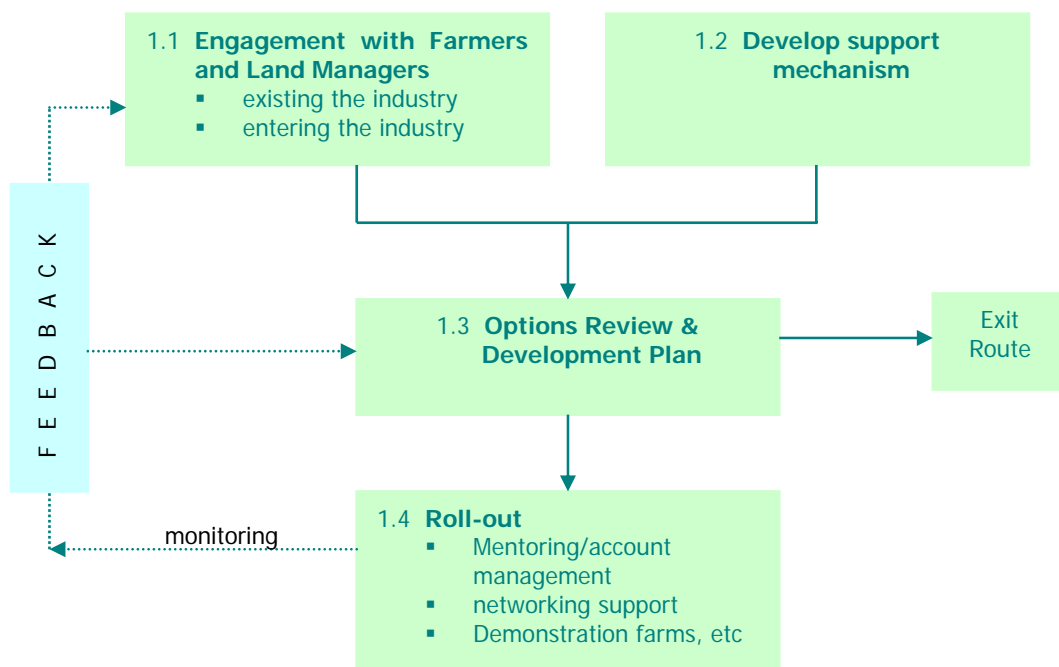 1.1 Engagement with Farmers
and Land Managers
▪ existing the industry
▪ entering the industry
1.2 Develop support
mechanism
FEEDBACK
1.3 Options Review &
Development Plan
Exit
Route
1.4 Roll-out
▪ Mentoring/account
management
▪ networking support
▪ Demonstration farms, etc
monitoring